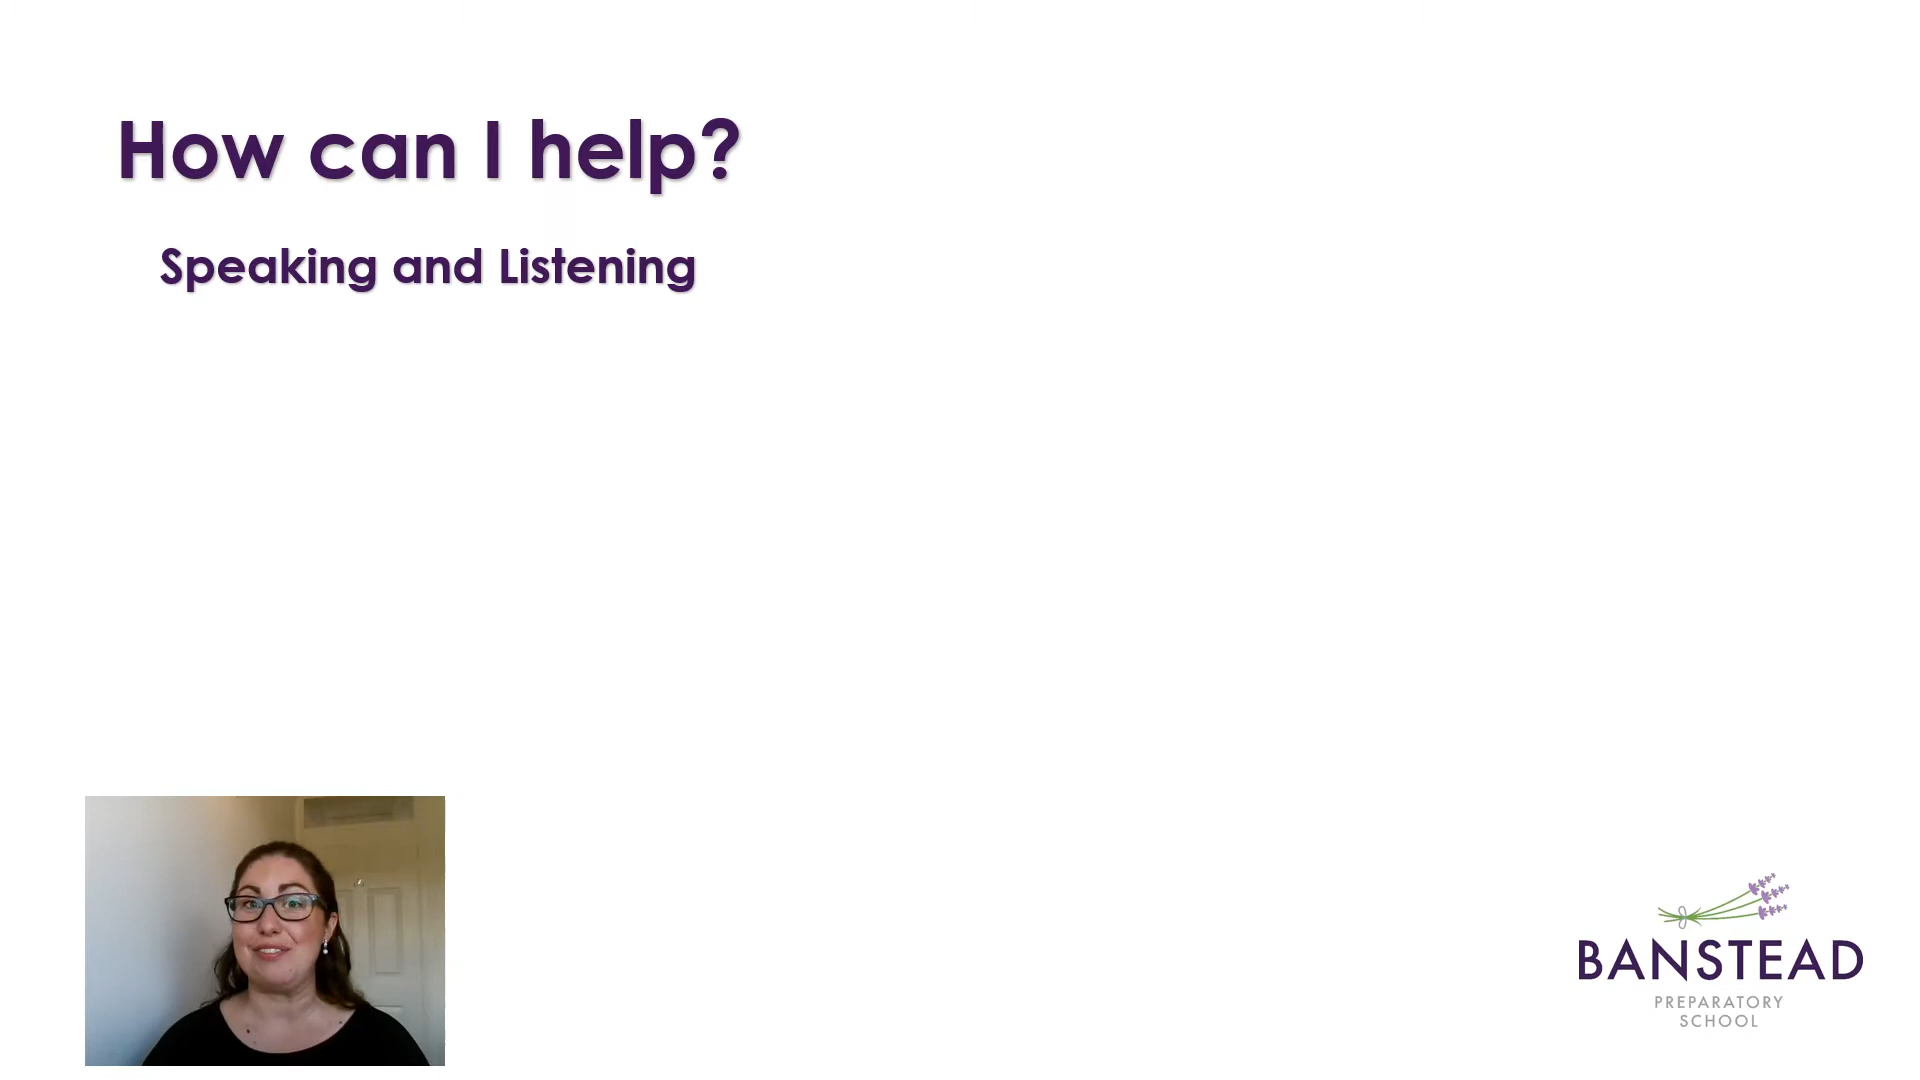 How can I help?
Speaking and Listening
BANSTEAD
PREPARATORY
SCHOOL